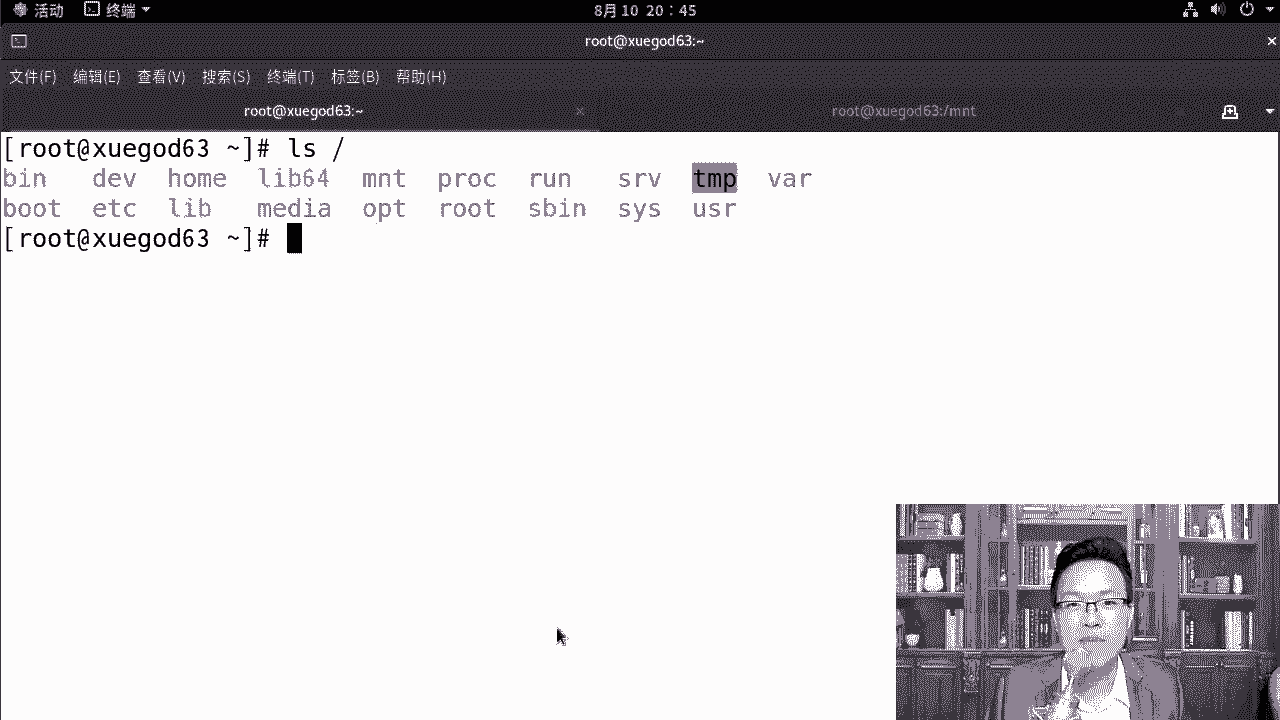 活动 终端 8月 10 20：45
root@xuegod63:~
文件(F) 编辑(E) 查看(V) 搜索(S) 终端(T) 标签(B) 帮助(H)
root@xuegod63:~ root@xuegod63:/mnt
[root@xuegod63 ~]# ls /
bin dev home lib64 mnt proc run srv tmp var
boot etc lib media opt root sbin sys usr
[root@xuegod63 ~]#